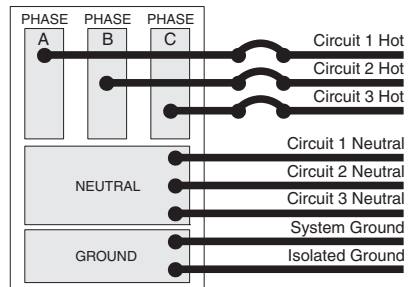 PHASE PHASE PHASE
A B C
Circuit 1 Hot
Circuit 2 Hot
Circuit 3 Hot
Circuit 1 Neutral
Circuit 2 Neutral
NEUTRAL
Circuit 3 Neutral
System Ground
GROUND
Isolated Ground